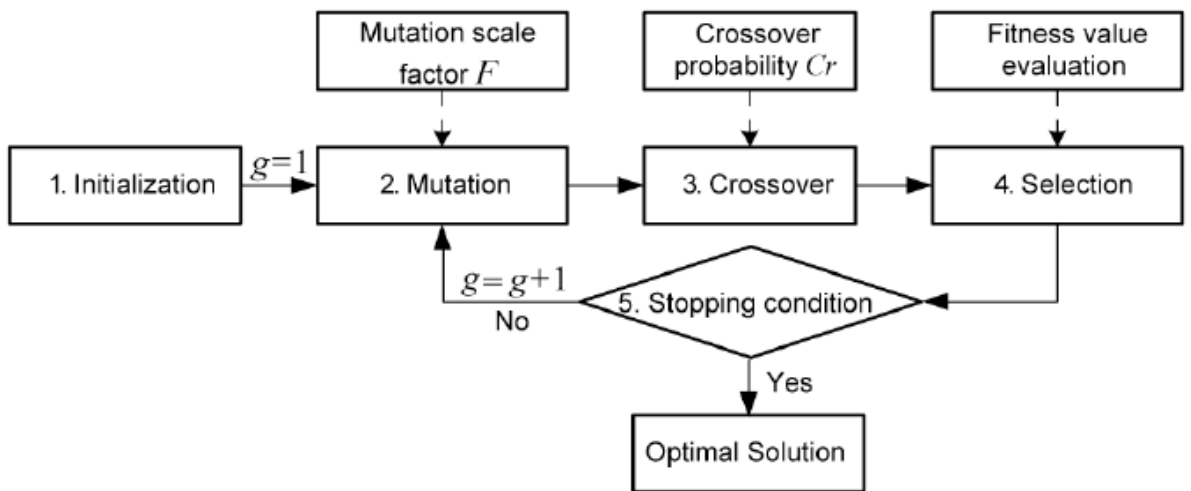 Mutation scale
factor F
Crossover
probability Cr
Fitness value
evaluation
1. Initialization
g=1
2. Mutation
3. Crossover
4. Selection
g=g+1
No
5. Stopping condition
Yes
Optimal Solution